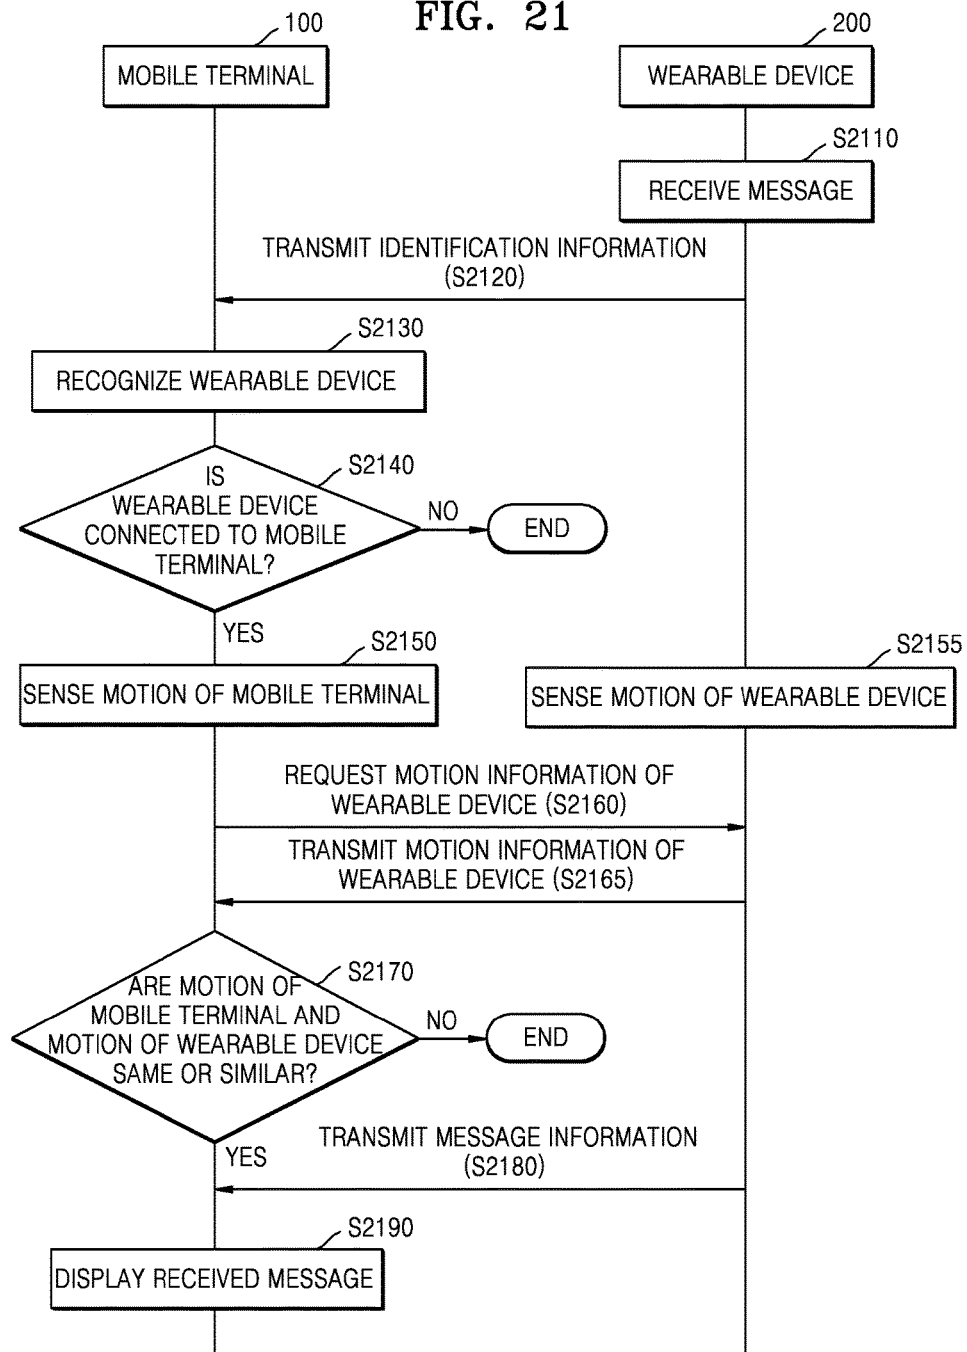 FIG. 21
100
MOBILE TERMINAL
200
WEARABLE DEVICE
S2110
RECEIVE MESSAGE
TRANSMIT IDENTIFICATION INFORMATION
(S2120)
S2130
RECOGNIZE WEARABLE DEVICE
S2140
IS
WEARABLE DEVICE
CONNECTED TO MOBILE
TERMINAL?
NO
END
YES
S2150
SENSE MOTION OF MOBILE TERMINAL
S2155
SENSE MOTION OF WEARABLE DEVICE
REQUEST MOTION INFORMATION OF
WEARABLE DEVICE (S2160)
TRANSMIT MOTION INFORMATION OF
WEARABLE DEVICE (S2165)
S2170
ARE MOTION OF
MOBILE TERMINAL AND
MOTION OF WEARABLE DEVICE
SAME OR SIMILAR?
NO
END
YES
TRANSMIT MESSAGE INFORMATION
(S2180)
S2190
DISPLAY RECEIVED MESSAGE